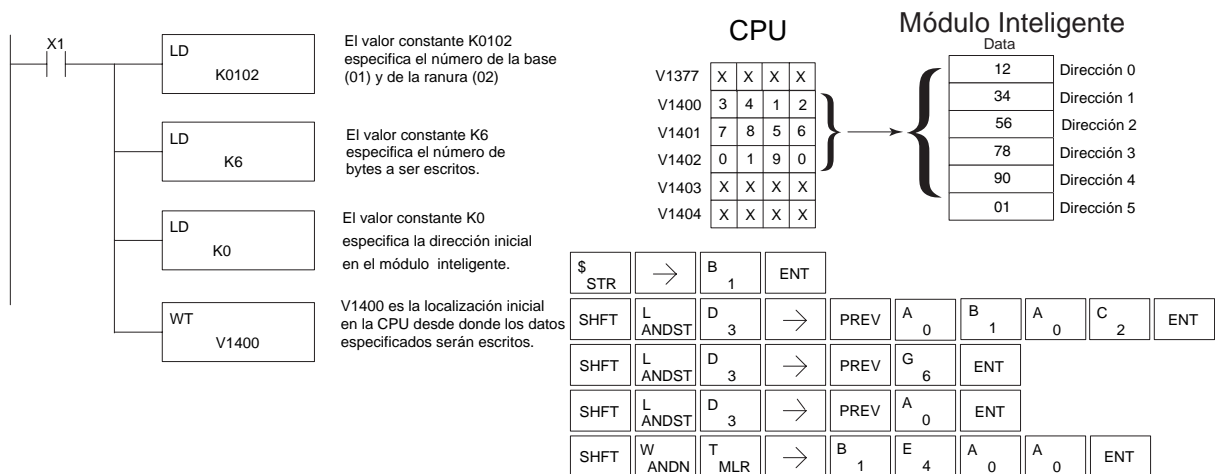 X1
LD
K0102
El valor constante K0102
especifica el número de la base
(01) y de la ranura (02)
LD
K6
El valor constante K6
especifica el número de
bytes a ser escritos.
LD
K0
El valor constante K0
especifica la dirección inicial
en el módulo inteligente.
WT
V1400
V1400 es la localización inicial
en la CPU desde donde los datos
especificados serán escritos.
CPU
V1377 X X X X
V1400 3 4 1 2
V1401 7 8 5 6
V1402 0 1 9 0
V1403 X X X X
V1404 X X X X
Módulo Inteligente
Data
12 Dirección 0
34 Dirección 1
56 Dirección 2
78 Dirección 3
90 Dirección 4
01 Dirección 5
$ STR → B 1 ENT
SHFT L ANDST D 3 → PREV A 0 B 1 A 0 C 2 ENT
SHFT L ANDST D 3 → PREV G 6 ENT
SHFT L ANDST D 3 → PREV A 0 ENT
SHFT W ANDN T MLR → B 1 E 4 A 0 A 0 ENT